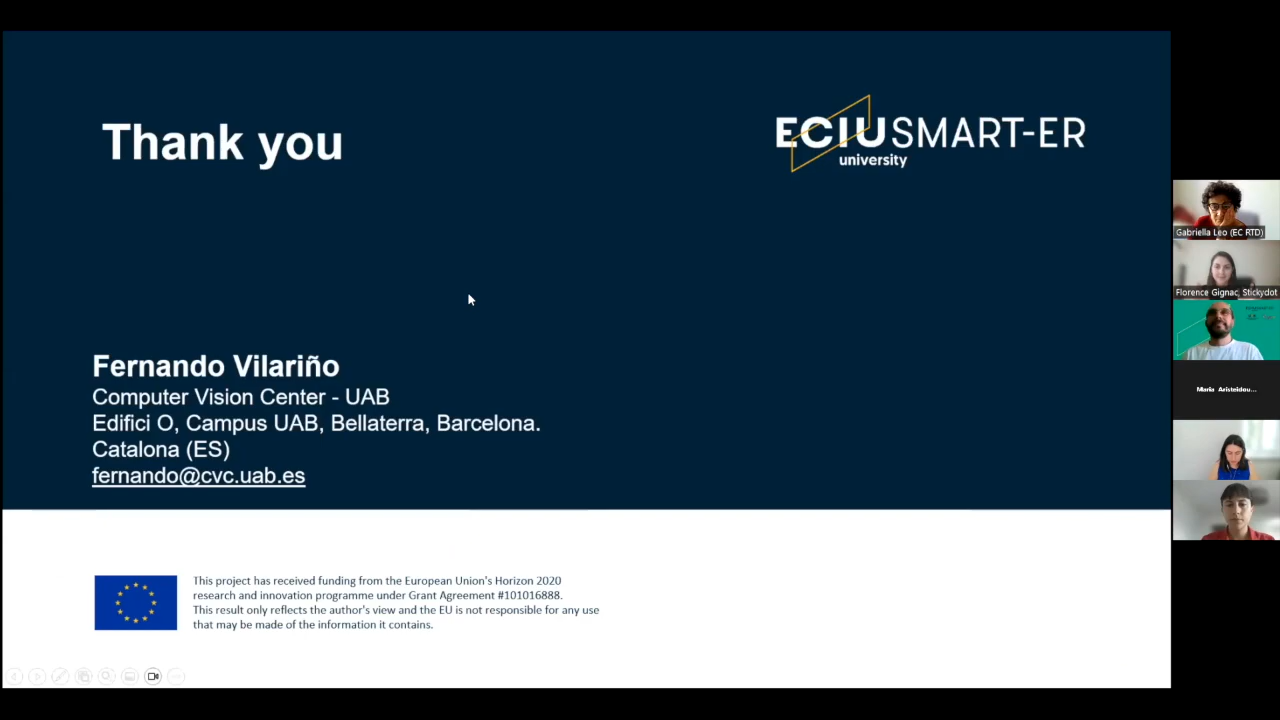 Thank you
ECIU SMART-ER
university
Fernando Vilariño
Computer Vision Center - UAB
Edifici O, Campus UAB, Bellaterra, Barcelona.
Catalona (ES)
fernando@cvc.uab.es
This project has received funding from the European Union's Horizon 2020
research and innovation programme under Grant Agreement #101016888.
This result only reflects the author's view and the EU is not responsible for any use
that may be made of the information it contains.
Gabriella Leo (EC RTD)
Florence Gignac, Stickydot
Maria Aristeidou...